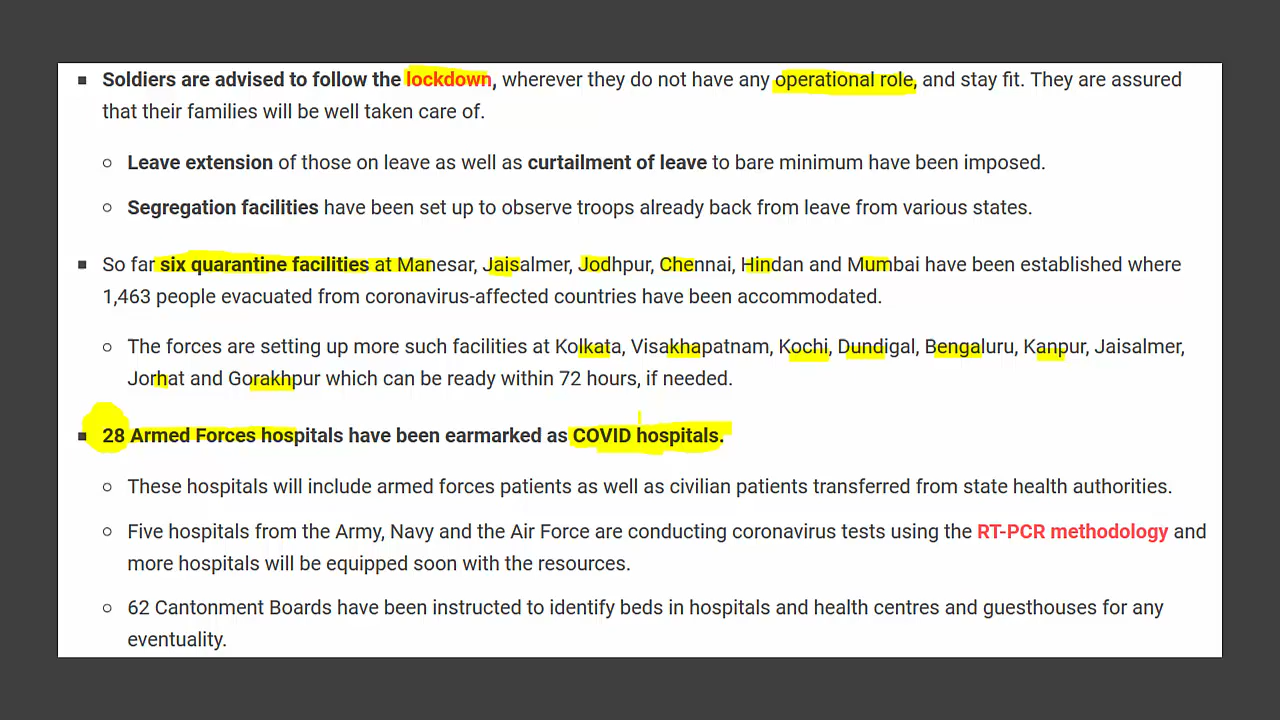 ▪ Soldiers are advised to follow the lockdown, wherever they do not have any operational role, and stay fit. They are assured
that their families will be well taken care of.
○ Leave extension of those on leave as well as curtailment of leave to bare minimum have been imposed.
○ Segregation facilities have been set up to observe troops already back from leave from various states.
▪ So far six quarantine facilities at Manesar, Jaisalmer, Jodhpur, Chennai, Hindan and Mumbai have been established where
1,463 people evacuated from coronavirus-affected countries have been accommodated.
○ The forces are setting up more such facilities at Kolkata, Visakhapatnam, Kochi, Dundigal, Bengaluru, Kanpur, Jaisalmer,
Jorhat and Gorakhpur which can be ready within 72 hours, if needed.
▪ 28 Armed Forces hospitals have been earmarked as COVID hospitals.
○ These hospitals will include armed forces patients as well as civilian patients transferred from state health authorities.
○ Five hospitals from the Army, Navy and the Air Force are conducting coronavirus tests using the RT-PCR methodology and
more hospitals will be equipped soon with the resources.
○ 62 Cantonment Boards have been instructed to identify beds in hospitals and health centres and guesthouses for any
eventuality.